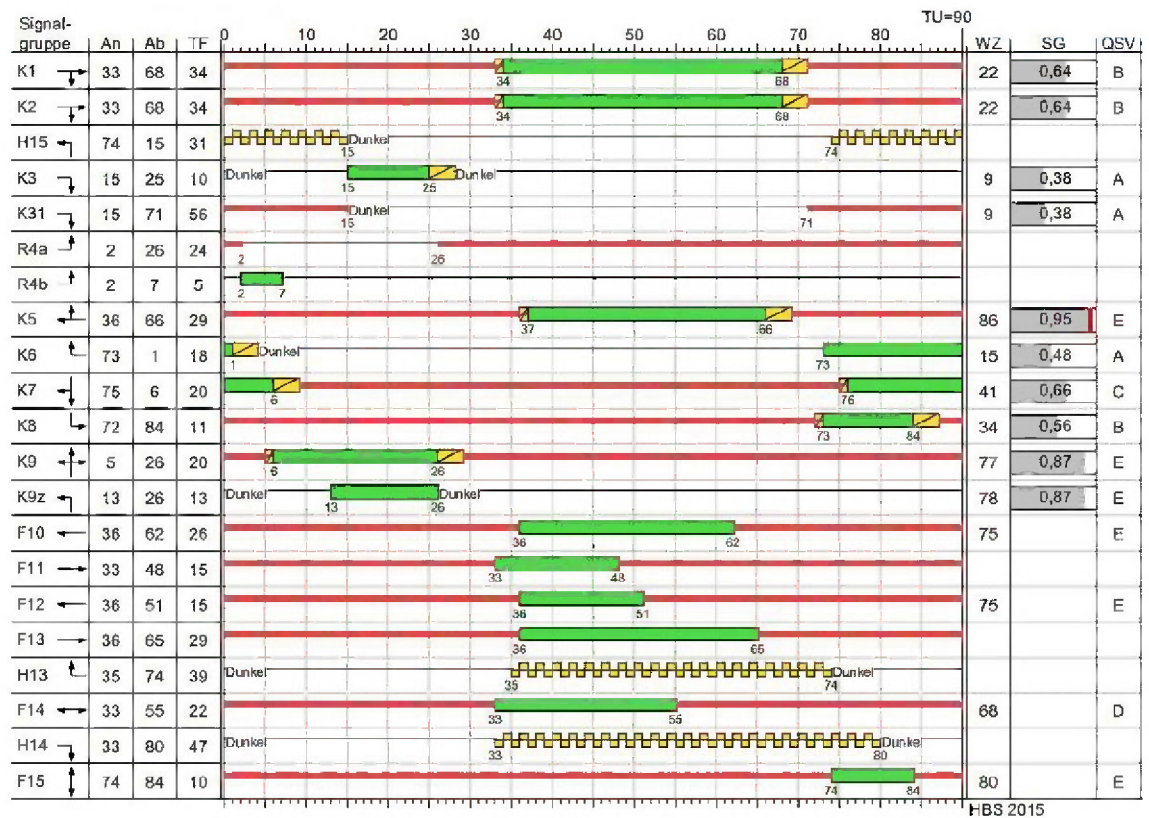 TU=90
Signal-
gruppe An Ab TF 0 10 20 30 40 50 60 70 80 WZ SG QSV
K1 33 68 34 34 68 22 0,64 B
K2 33 68 34 34 68 22 0,64 B
H15 74 15 31 15 Dunkel 74
K3 15 25 10 Dunkel 15 25 Dunkel 9 0,38 A
K31 15 71 56 15 Dunkel 71 9 0,38 A
R4a 2 26 24 2 26
R4b 2 7 5 2 7
K5 36 66 29 37 66 86 0,95 E
K6 73 1 18 1 Dunkel 73 15 0,48 A
K7 75 6 20 6 76 41 0,66 C
K8 72 84 11 73 84 34 0,56 B
K9 5 26 20 6 26 77 0,87 E
K9z 13 26 13 Dunkel 13 26 Dunkel 78 0,87 E
F10 36 62 26 36 62 75 E
F11 33 48 15 33 48
F12 36 51 15 36 51 75 E
F13 36 65 29 36 65
H13 35 74 39 Dunkel 35 74 Dunkel
F14 33 55 22 33 55 68 D
H14 33 80 47 Dunkel 33 80 Dunkel
F15 74 84 10 74 84 80 E
0 10 20 30 40 50 60 70 80 HBS 2015